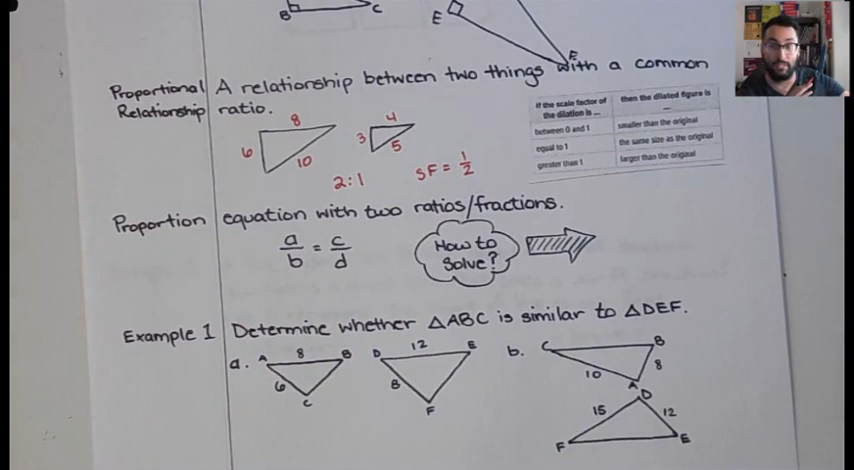 B
C
E
F
Proportional
Relationship
A relationship between two things with a common
ratio.
8
6
10
4
3
5
2:1
SF = 1/2
If the scale factor of the dilation is ...
then the dilated figure is ...
between 0 and 1
smaller than the original
equal to 1
the same size as the original
greater than 1
larger than the original
Proportion
equation with two ratios/fractions.
a/b = c/d
How to
Solve?
Example 1
Determine whether △ABC is similar to △DEF.
a.
A
8
B
6
C
D
12
E
8
F
b.
C
B
10
8
A
D
15
12
F
E